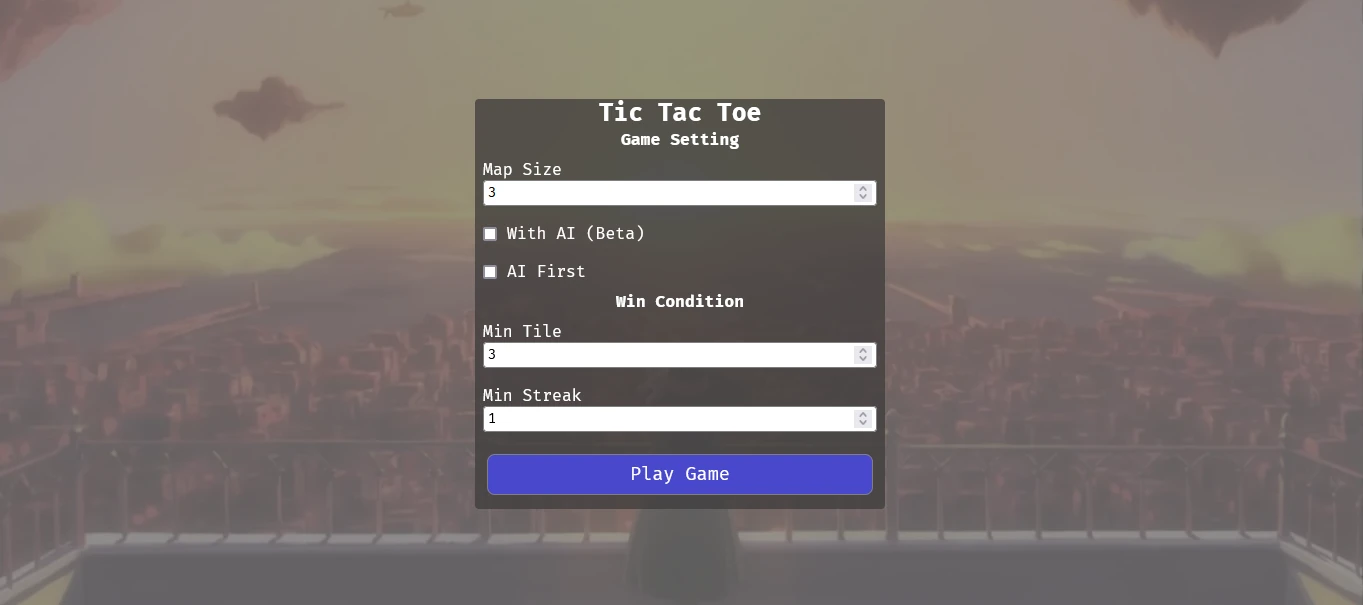 Tic Tac Toe
Game Setting
Map Size
3
With AI (Beta)
AI First
Win Condition
Min Tile
3
Min Streak
1
Play Game